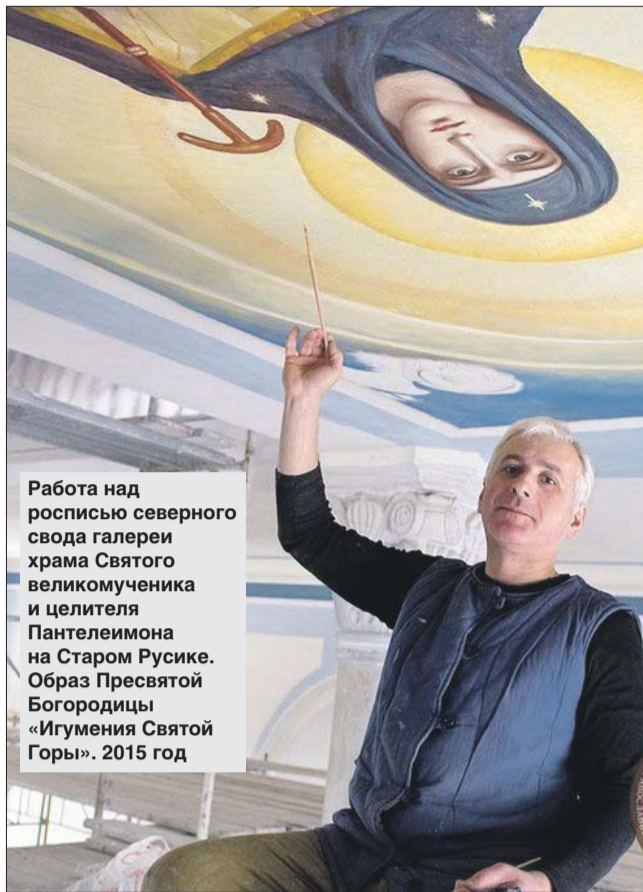 Работа над
росписью северного
свода галереи
храма Святого
великомученика
и целителя
Пантелеимона
на Старом Русике.
Образ Пресвятой
Богородицы
«Игумения Святой
Горы». 2015 год